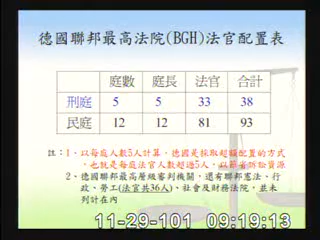 德國聯邦最高法院(BGH)法官配置表
庭數 庭長 法官 合計
刑庭 5 5 33 38
民庭 12 12 81 93
註：1、以每庭人數5人計算，德國是採取超額配置的方式
，也就是每庭法官人數超過5人，以節省訴訟資源
2、德國聯邦最高層級審判機關，還有聯邦憲法、行
政、勞工(法官共36人)、社會及財務法院，並未
列計在內
11-29-101 09:19:13